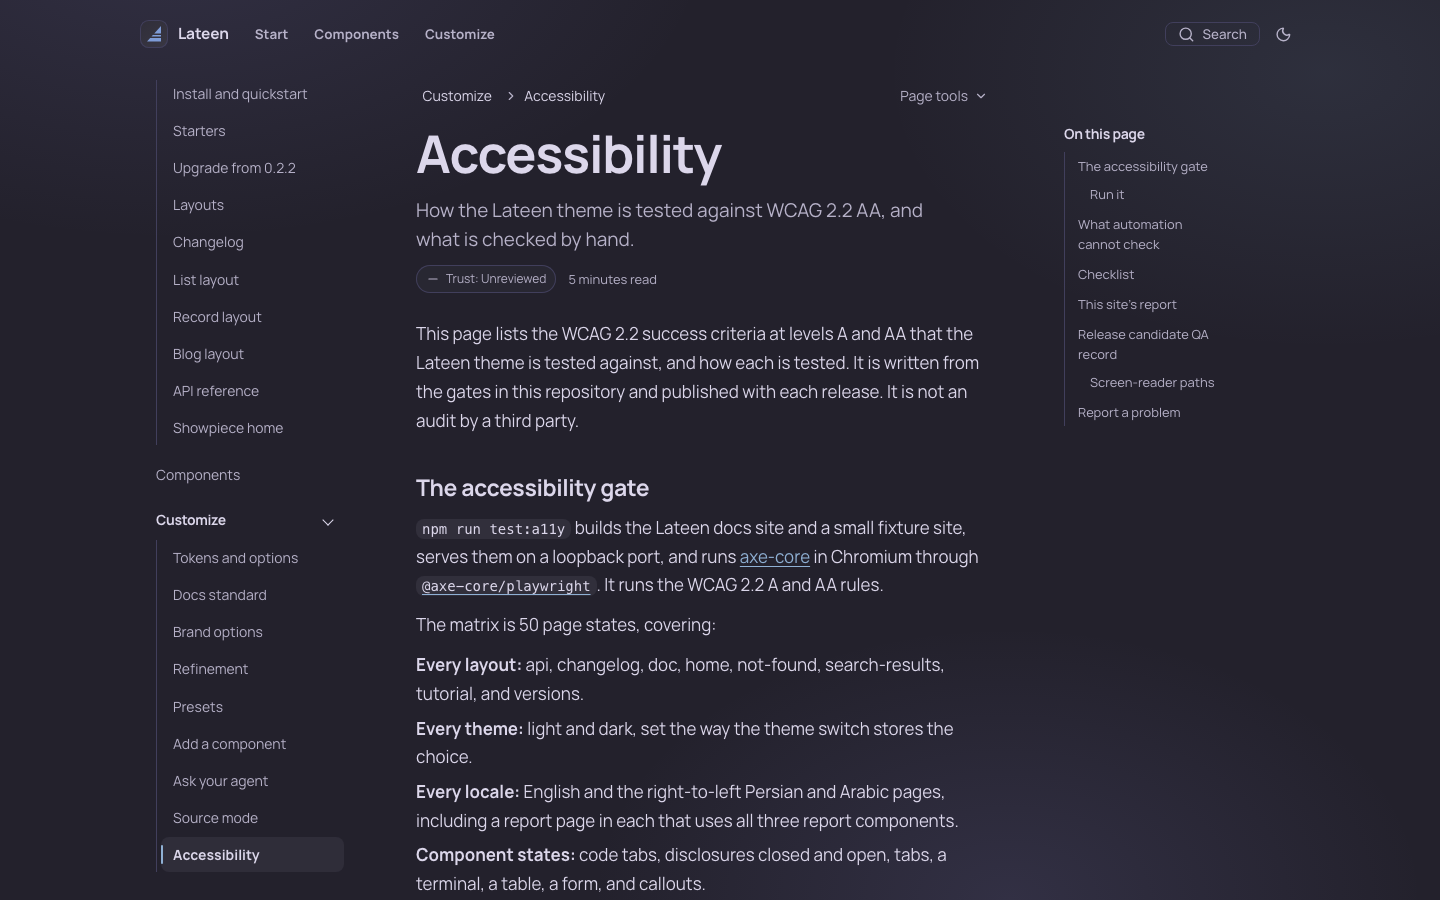 Lateen
Start
Components
Customize
Search
Install and quickstart
Starters
Upgrade from 0.2.2
Layouts
Changelog
List layout
Record layout
Blog layout
API reference
Showpiece home
Components
Customize
Tokens and options
Docs standard
Brand options
Refinement
Presets
Add a component
Ask your agent
Source mode
Accessibility
Customize
Accessibility
Page tools
Accessibility
How the Lateen theme is tested against WCAG 2.2 AA, and
what is checked by hand.
Trust: Unreviewed
5 minutes read
This page lists the WCAG 2.2 success criteria at levels A and AA that the
Lateen theme is tested against, and how each is tested. It is written from
the gates in this repository and published with each release. It is not an
audit by a third party.
The accessibility gate
npm run test:a11y builds the Lateen docs site and a small fixture site,
serves them on a loopback port, and runs axe-core in Chromium through
@axe-core/playwright. It runs the WCAG 2.2 A and AA rules.
The matrix is 50 page states, covering:
Every layout: api, changelog, doc, home, not-found, search-results,
tutorial, and versions.
Every theme: light and dark, set the way the theme switch stores the
choice.
Every locale: English and the right-to-left Persian and Arabic pages,
including a report page in each that uses all three report components.
Component states: code tabs, disclosures closed and open, tabs, a
terminal, a table, a form, and callouts.
On this page
The accessibility gate
Run it
What automation
cannot check
Checklist
This site's report
Release candidate QA
record
Screen-reader paths
Report a problem